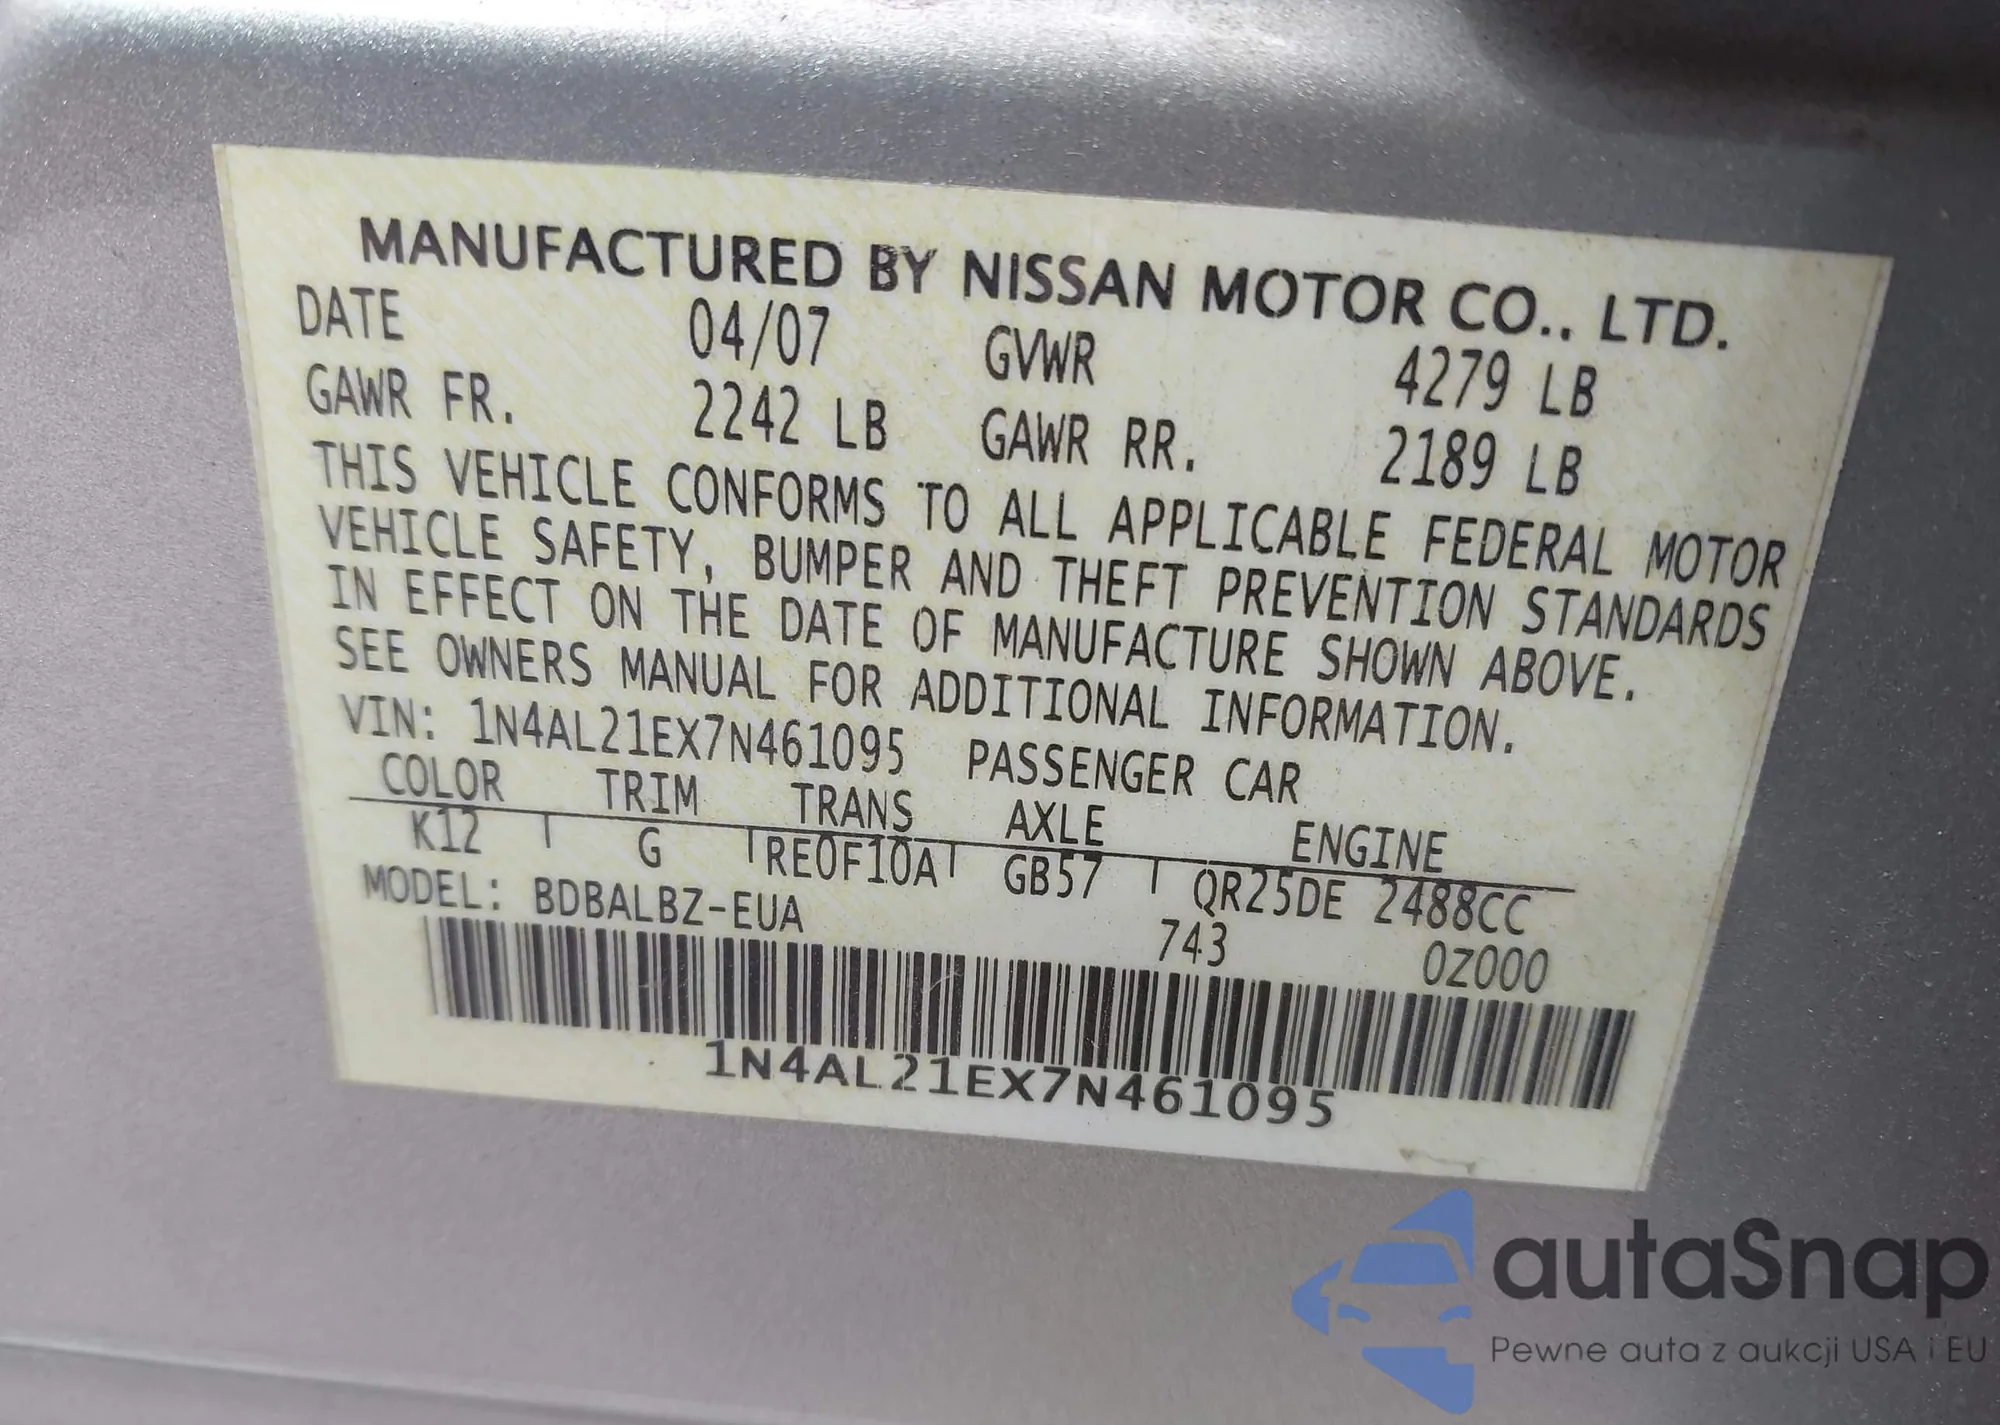 MANUFACTURED BY NISSAN MOTOR CO., LTD.
DATE 04/07 GVWR 4279 LB
GAWR FR. 2242 LB GAWR RR. 2189 LB
THIS VEHICLE CONFORMS TO ALL APPLICABLE FEDERAL MOTOR
VEHICLE SAFETY, BUMPER AND THEFT PREVENTION STANDARDS
IN EFFECT ON THE DATE OF MANUFACTURE SHOWN ABOVE.
SEE OWNERS MANUAL FOR ADDITIONAL INFORMATION.
VIN: 1N4AL21EX7N461095 PASSENGER CAR
COLOR TRIM TRANS AXLE ENGINE
K12 G RE0F10A GB57 QR25DE 2488CC
MODEL: BDBALBZ-EUA 743 0Z000
1N4AL21EX7N461095
autaSnap
Pewne auta z aukcji USA i EU